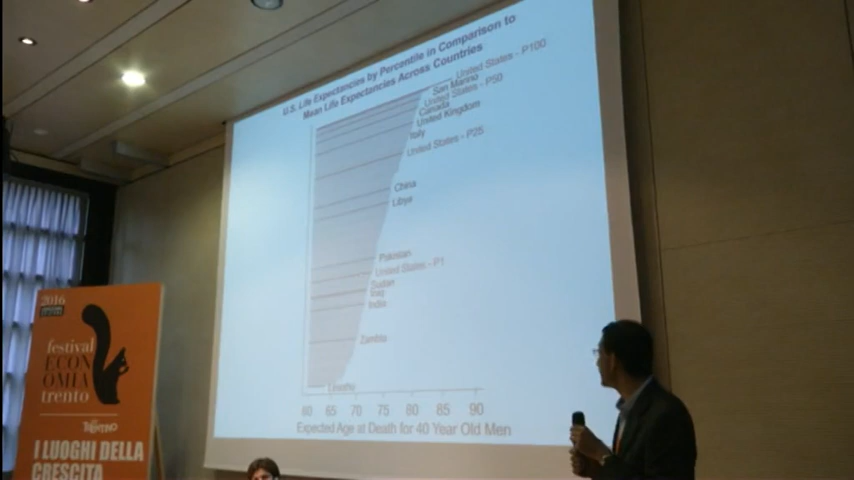 U.S. Life Expectancies by Percentile in Comparison to
Mean Life Expectancies Across Countries
United States - P100
San Marino
United States - P50
Canada
United Kingdom
Italy
United States - P25
China
Libya
Pakistan
United States - P1
Sudan
Iraq
India
Zambia
Lesotho
60 65 70 75 80 85 90
Expected Age at Death for 40 Year Old Men
2016
festival
ECON
OMIA
trento
I LUOGHI DELLA
CRESCITA